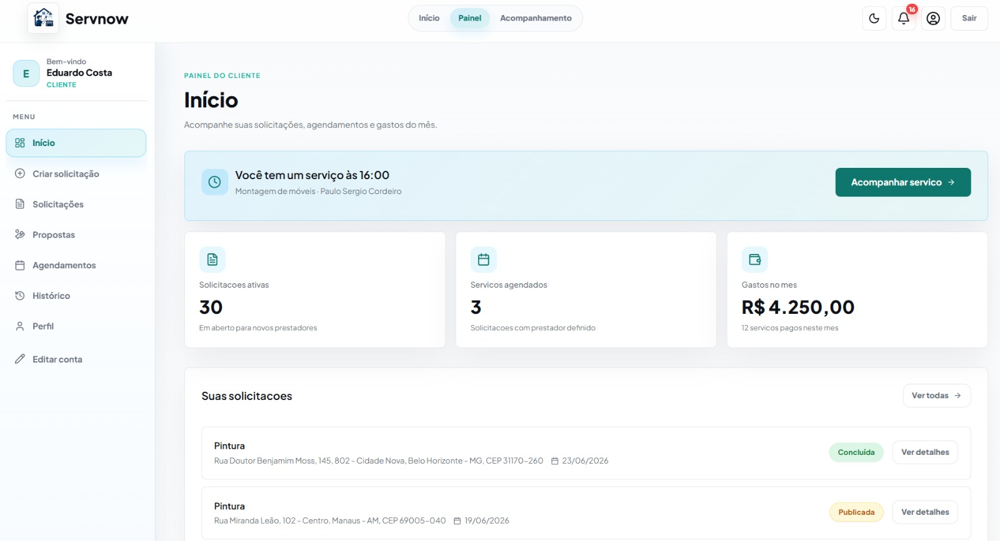 Servnow
Início
Painel
Acompanhamento
16
Sair
E
Bem-vindo
Eduardo Costa
CLIENTE
MENU
Início
Criar solicitação
Solicitações
Propostas
Agendamentos
Histórico
Perfil
Editar conta
PAINEL DO CLIENTE
Início
Acompanhe suas solicitações, agendamentos e gastos do mês.
Você tem um serviço às 16:00
Montagem de móveis · Paulo Sergio Cordeiro
Acompanhar servico →
Solicitacoes ativas
30
Em aberto para novos prestadores
Servicos agendados
3
Solicitacoes com prestador definido
Gastos no mes
R$ 4.250,00
12 servicos pagos neste mes
Suas solicitacoes
Ver todas →
Pintura
Rua Doutor Benjamim Moss, 145, 802 - Cidade Nova, Belo Horizonte - MG, CEP 31170-260 23/06/2026
Concluída
Ver detalhes
Pintura
Rua Miranda Leão, 102 - Centro, Manaus - AM, CEP 69005-040 19/06/2026
Publicada
Ver detalhes